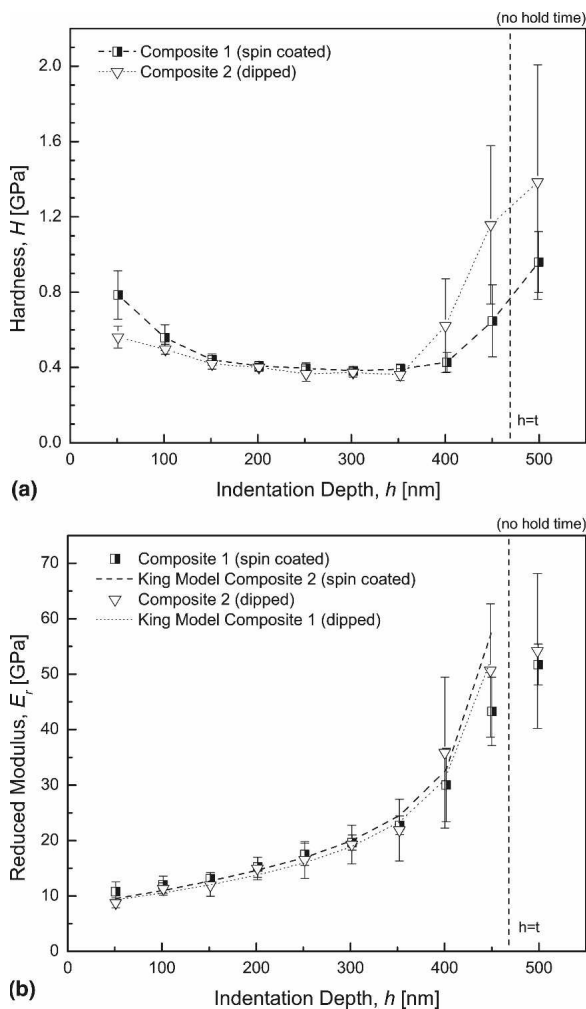 (no hold time)
Composite 1 (spin coated)
Composite 2 (dipped)
2.0
1.6
1.2
0.8
0.4
0.0
Hardness, H [GPa]
h=t
0 100 200 300 400 500
Indentation Depth, h [nm]
(a)
(no hold time)
Composite 1 (spin coated)
King Model Composite 2 (spin coated)
Composite 2 (dipped)
King Model Composite 1 (dipped)
70
60
50
40
30
20
10
0
Reduced Modulus, Er [GPa]
h=t
0 100 200 300 400 500
Indentation Depth, h [nm]
(b)